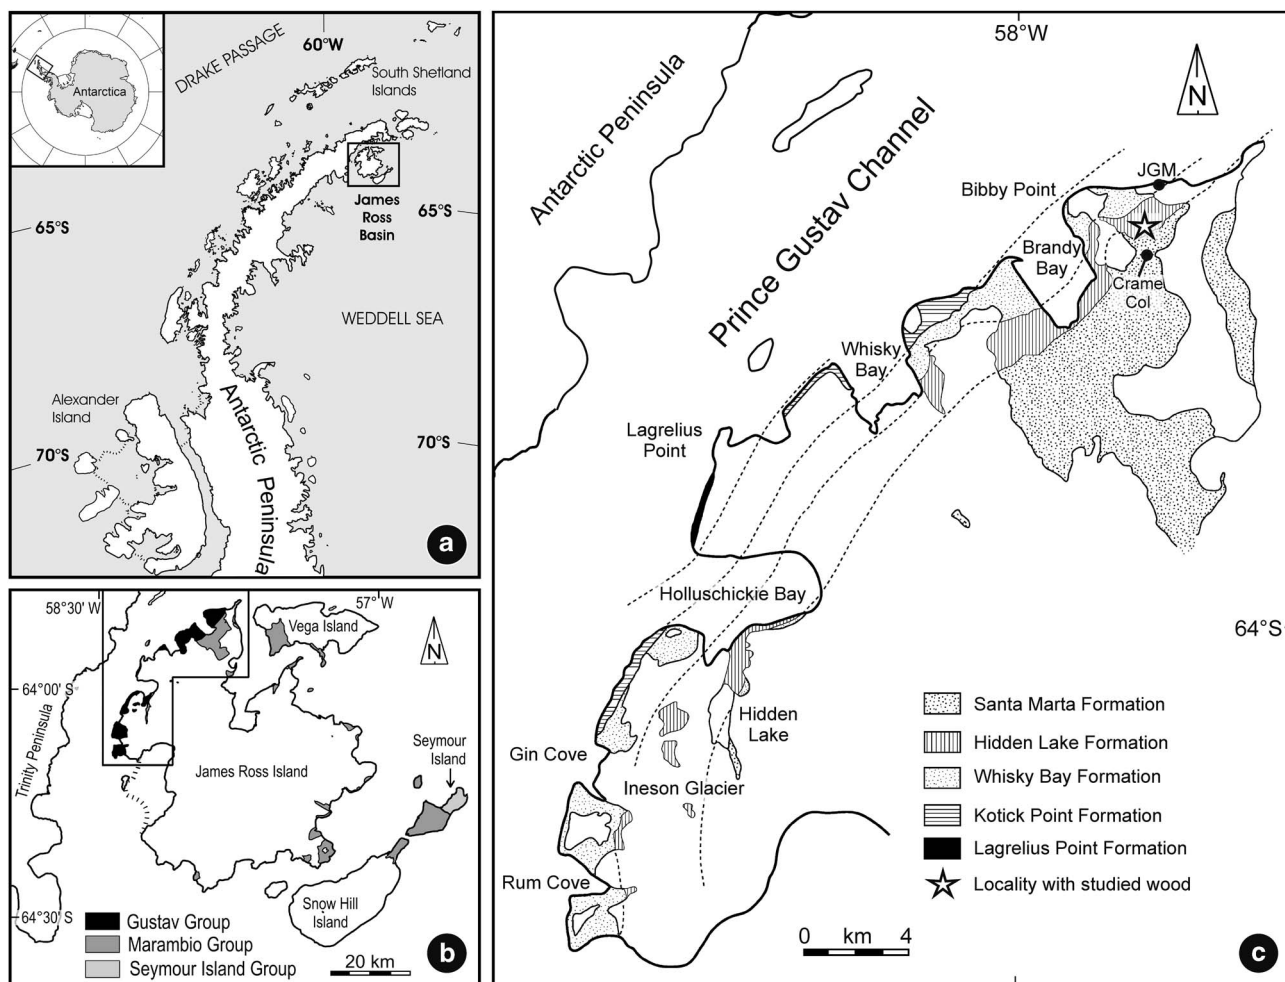 Antarctica
DRAKE PASSAGE
60°W
South Shetland
Islands
James
Ross
Basin
65°S
65°S
WEDDELL SEA
Alexander
Island
Antarctic Peninsula
70°S
70°S
a
58°30' W
57°W
Vega Island
N
64°00' S
Trinity Peninsula
James Ross Island
Seymour
Island
Snow Hill
Island
64°30' S
Gustav Group
Marambio Group
Seymour Island Group
20 km
b
58°W
Antarctic Peninsula
Prince Gustav Channel
N
JGM
Bibby Point
Brandy
Bay
Crame
Col
Whisky
Bay
Lagrelius
Point
Holluschickie Bay
64°S
Hidden
Lake
Gin Cove
Ineson Glacier
Rum Cove
Santa Marta Formation
Hidden Lake Formation
Whisky Bay Formation
Kotick Point Formation
Lagrelius Point Formation
Locality with studied wood
0 km 4
c